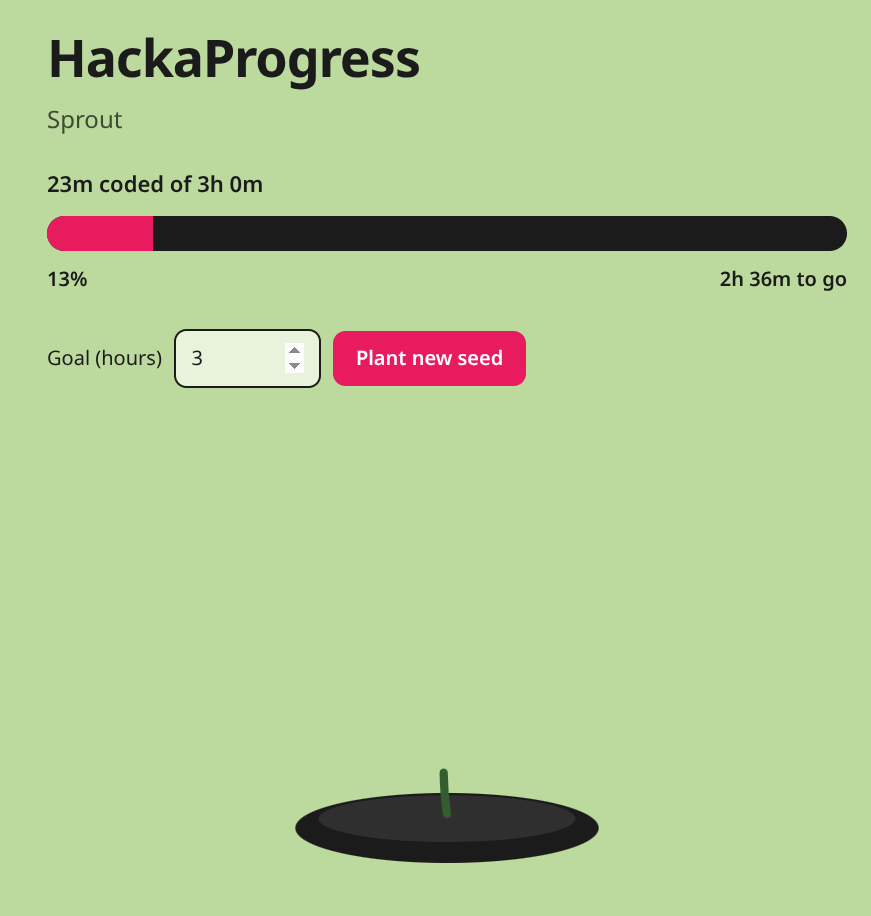 HackaProgress
Sprout
23m coded of 3h 0m
13%
2h 36m to go
Goal (hours)
3
Plant new seed